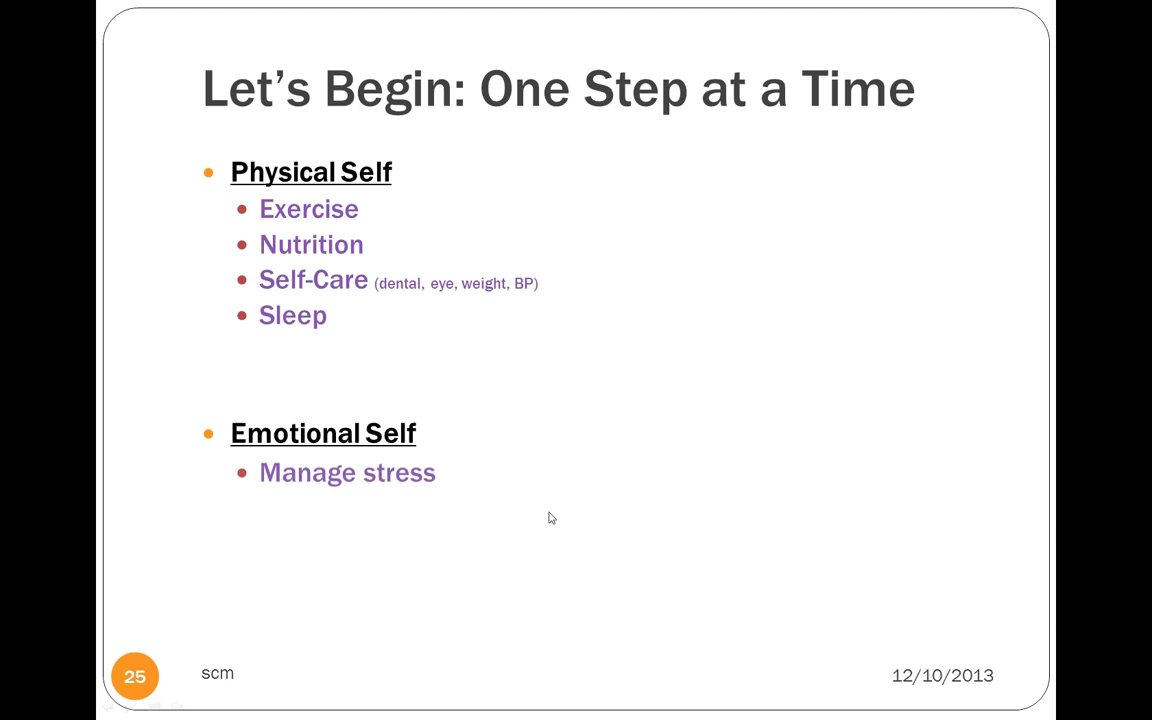 Let's Begin: One Step at a Time
Physical Self
Exercise
Nutrition
Self-Care (dental, eye, weight, BP)
Sleep
Emotional Self
Manage stress
25
scm
12/10/2013